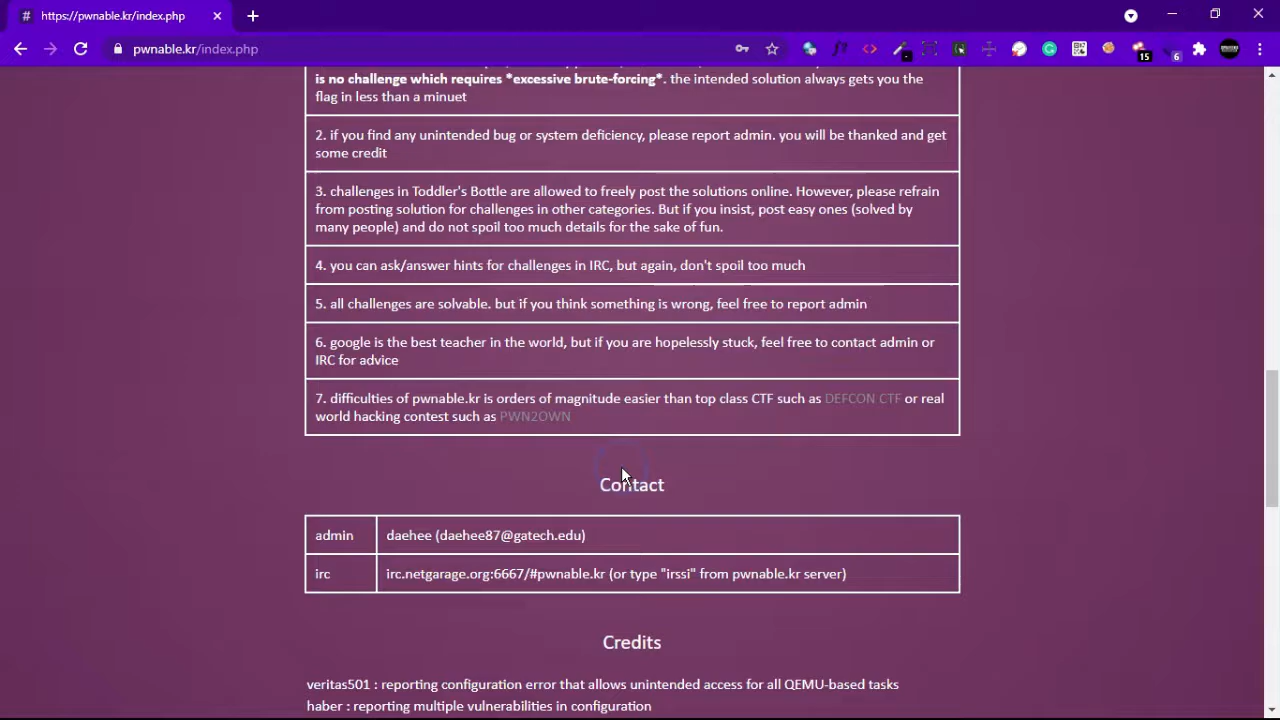 https://pwnable.kr/index.php
pwnable.kr/index.php
15
6
is no challenge which requires *excessive brute-forcing*. the intended solution always gets you the
flag in less than a minuet
2. if you find any unintended bug or system deficiency, please report admin. you will be thanked and get
some credit
3. challenges in Toddler's Bottle are allowed to freely post the solutions online. However, please refrain
from posting solution for challenges in other categories. But if you insist, post easy ones (solved by
many people) and do not spoil too much details for the sake of fun.
4. you can ask/answer hints for challenges in IRC, but again, don't spoil too much
5. all challenges are solvable. but if you think something is wrong, feel free to report admin
6. google is the best teacher in the world, but if you are hopelessly stuck, feel free to contact admin or
IRC for advice
7. difficulties of pwnable.kr is orders of magnitude easier than top class CTF such as DEFCON CTF or real
world hacking contest such as PWN2OWN
Contact
admin daehee (daehee87@gatech.edu)
irc irc.netgarage.org:6667/#pwnable.kr (or type "irssi" from pwnable.kr server)
Credits
veritas501 : reporting configuration error that allows unintended access for all QEMU-based tasks
haber : reporting multiple vulnerabilities in configuration